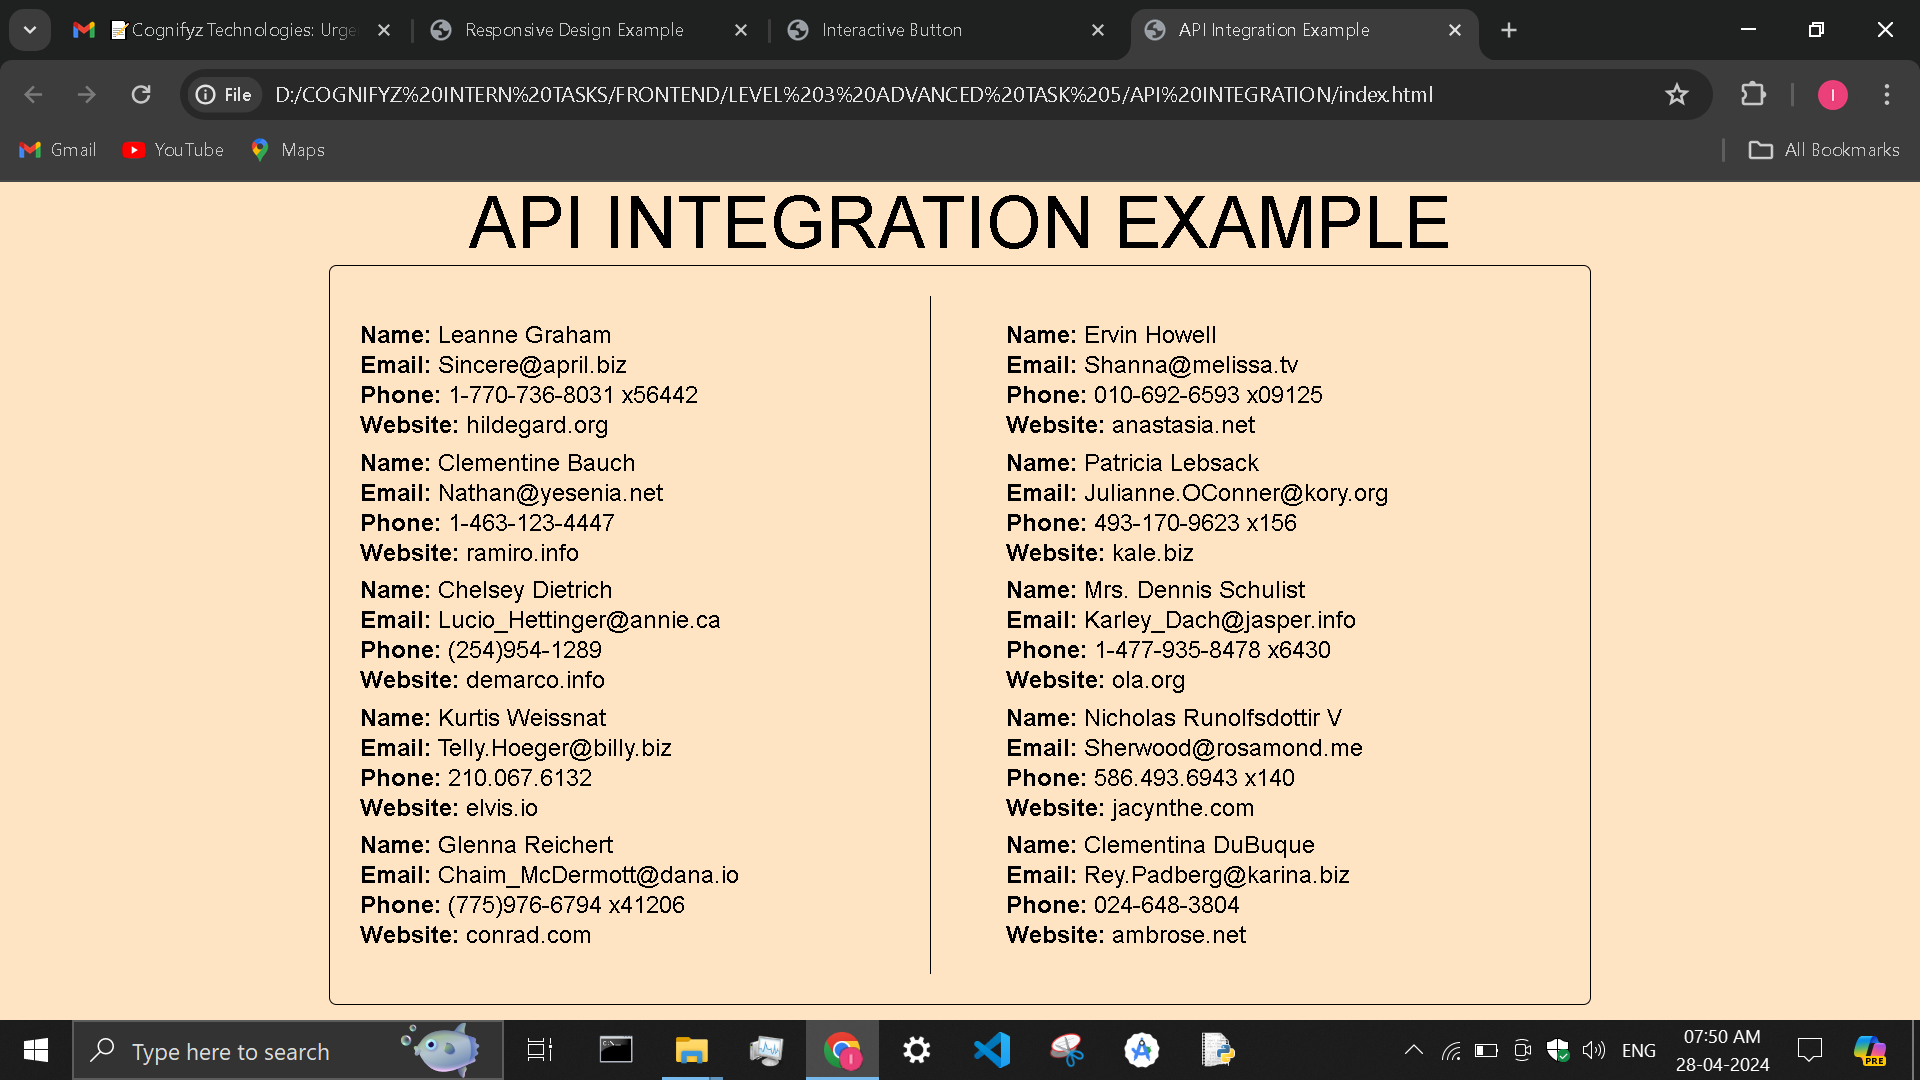 📝Cognifyz Technologies: Urge
Responsive Design Example
Interactive Button
API Integration Example
File
D:/COGNIFYZ%20INTERN%20TASKS/FRONTEND/LEVEL%203%20ADVANCED%20TASK%205/API%20INTEGRATION/index.html
I
Gmail
YouTube
Maps
All Bookmarks
API INTEGRATION EXAMPLE
Name: Leanne Graham
Email: Sincere@april.biz
Phone: 1-770-736-8031 x56442
Website: hildegard.org
Name: Ervin Howell
Email: Shanna@melissa.tv
Phone: 010-692-6593 x09125
Website: anastasia.net
Name: Clementine Bauch
Email: Nathan@yesenia.net
Phone: 1-463-123-4447
Website: ramiro.info
Name: Patricia Lebsack
Email: Julianne.OConner@kory.org
Phone: 493-170-9623 x156
Website: kale.biz
Name: Chelsey Dietrich
Email: Lucio_Hettinger@annie.ca
Phone: (254)954-1289
Website: demarco.info
Name: Mrs. Dennis Schulist
Email: Karley_Dach@jasper.info
Phone: 1-477-935-8478 x6430
Website: ola.org
Name: Kurtis Weissnat
Email: Telly.Hoeger@billy.biz
Phone: 210.067.6132
Website: elvis.io
Name: Nicholas Runolfsdottir V
Email: Sherwood@rosamond.me
Phone: 586.493.6943 x140
Website: jacynthe.com
Name: Glenna Reichert
Email: Chaim_McDermott@dana.io
Phone: (775)976-6794 x41206
Website: conrad.com
Name: Clementina DuBuque
Email: Rey.Padberg@karina.biz
Phone: 024-648-3804
Website: ambrose.net
Type here to search
I
ENG
07:50 AM
28-04-2024
PRE